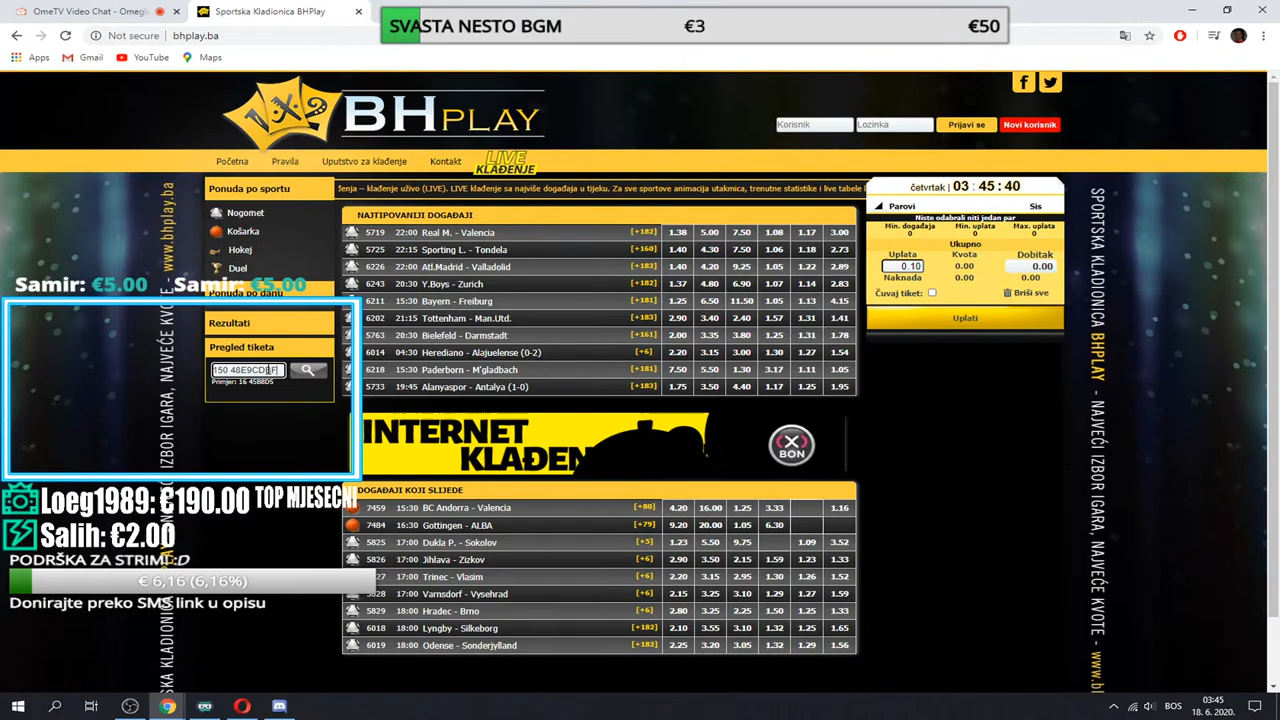 OmeTV Video Chat - Omegle
Sportska Kladionica BHPlay
SVASTA NESTO BGM €3 €50
Not secure | bhplay.ba
Apps Gmail YouTube Maps
1X2 BHPLAY
Korisnik Lozinka Prijavi se Novi korisnik
Početna Pravila Uputstvo za klađenje Kontakt LIVE KLAĐENJE
Ponuda po sportu
Nogomet
Košarka
Hokej
Duel
Samir: €5.00 Samir: €5.00
Ponuda po danu
Rezultati
Pregled tiketa
Primjer: 16 45B8D5
đenja – klađenje uživo (LIVE). LIVE klađenje sa najviše događaja u tijeku. Za sve sportove animacija utakmica, trenutne statistike i live tabele
NAJTIPOVANIJI DOGAĐAJI
5719 22:00 Real M. - Valencia [+182] 1.38 5.00 7.50 1.08 1.17 3.00
5725 22:15 Sporting L. - Tondela [+160] 1.40 4.30 7.50 1.06 1.18 2.73
6226 22:00 Atl.Madrid - Valladolid [+182] 1.40 4.20 9.25 1.05 1.22 2.89
6243 20:30 Y.Boys - Zurich [+182] 1.37 4.80 6.90 1.07 1.14 2.83
6211 15:30 Bayern - Freiburg [+181] 1.25 6.50 11.50 1.05 1.13 4.15
6202 21:15 Tottenham - Man.Utd. [+183] 2.90 3.40 2.40 1.57 1.31 1.41
5763 20:30 Bielefeld - Darmstadt [+161] 2.00 3.35 3.80 1.25 1.31 1.78
6014 04:30 Herediano - Alajuelense (0-2) [+6] 2.20 3.15 3.00 1.30 1.27 1.54
6218 15:30 Paderborn - M'gladbach [+181] 7.50 5.50 1.30 3.17 1.11 1.05
5733 19:45 Alanyaspor - Antalya (1-0) [+183] 1.75 3.50 4.40 1.17 1.25 1.95
INTERNET
KLAĐEN
BON
DOGAĐAJI KOJI SLIJEDE
7459 15:30 BC Andorra - Valencia [+80] 4.20 16.00 1.25 3.33 1.16
7484 16:30 Gottingen - ALBA [+79] 9.20 20.00 1.05 6.30
5825 17:00 Dukla P. - Sokolov [+5] 1.23 5.50 9.75 1.09 3.52
5826 17:00 Jihlava - Zizkov [+6] 2.90 3.50 2.15 1.59 1.23 1.33
17:00 Trinec - Vlasim [+6] 2.20 3.15 2.95 1.30 1.26 1.52
5828 17:00 Varnsdorf - Vysehrad [+6] 2.15 3.25 3.10 1.29 1.27 1.59
5829 18:00 Hradec - Brno [+6] 2.80 3.25 2.25 1.50 1.25 1.33
6018 18:00 Lyngby - Silkeborg [+182] 2.10 3.55 3.10 1.32 1.25 1.65
6019 18:00 Odense - Sonderjylland [+182] 2.25 3.20 3.05 1.32 1.29 1.56
četvrtak | 03 : 45 : 40
Parovi Sis
Niste odabrali niti jedan par
Min. događaja Min. uplata Max. uplata
0 0 0
Ukupno
Uplata Kvota Dobitak
0.10 0.00 0.00
Naknada 0.00 0.00
Čuvaj tiket: Briši sve
Uplati
Loeg1989: €190.00 TOP MJESECNI
Salih: €2.00
PODRŠKA ZA STRIMI :D
€ 6,16 (6,16%)
Donirajte preko SMS link u opisu
SPORTSKA KLADIONICA BHPLAY - NAJVEĆI IZBOR IGARA, NAJVEĆE KVOTE - www.b
SKA KLADIONICA IZBOR IGARA, NAJVEĆE KVOTE - www.bhplay.ba
BOS 03:45
18. 6. 2020.